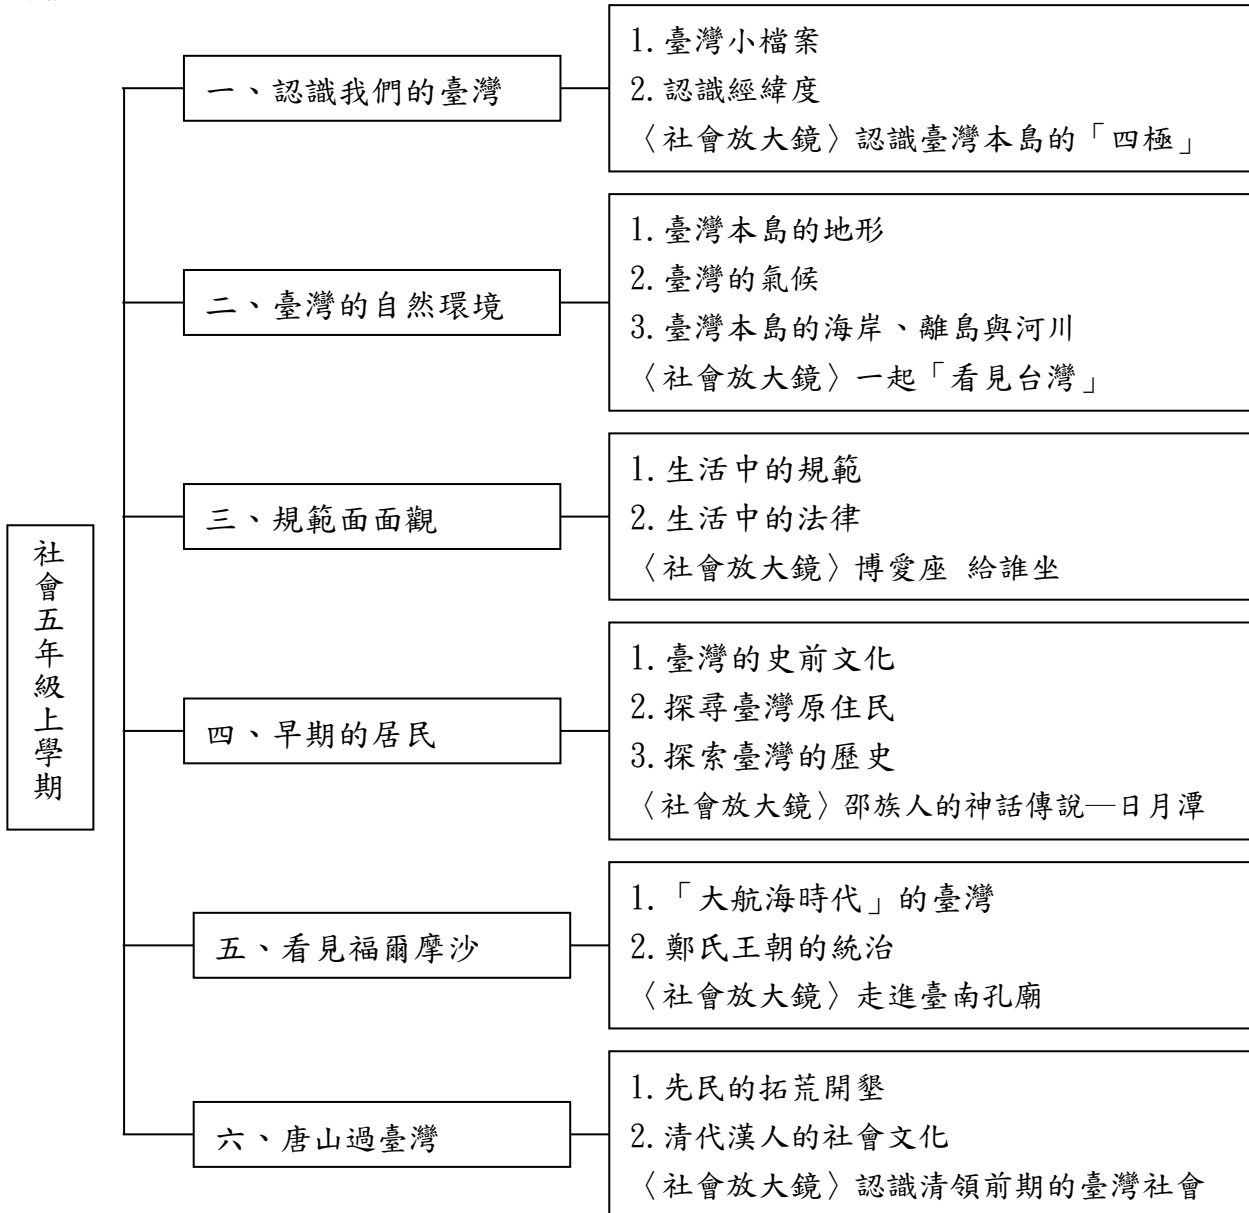 社會五年級上學期
一、認識我們的臺灣
1.臺灣小檔案
2.認識經緯度
〈社會放大鏡〉認識臺灣本島的「四極」
二、臺灣的自然環境
1.臺灣本島的地形
2.臺灣的氣候
3.臺灣本島的海岸、離島與河川
〈社會放大鏡〉一起「看見台灣」
三、規範面面觀
1.生活中的規範
2.生活中的法律
〈社會放大鏡〉博愛座 給誰坐
四、早期的居民
1.臺灣的史前文化
2.探尋臺灣原住民
3.探索臺灣的歷史
〈社會放大鏡〉邵族人的神話傳說─日月潭
五、看見福爾摩沙
1.「大航海時代」的臺灣
2.鄭氏王朝的統治
〈社會放大鏡〉走進臺南孔廟
六、唐山過臺灣
1.先民的拓荒開墾
2.清代漢人的社會文化
〈社會放大鏡〉認識清領前期的臺灣社會